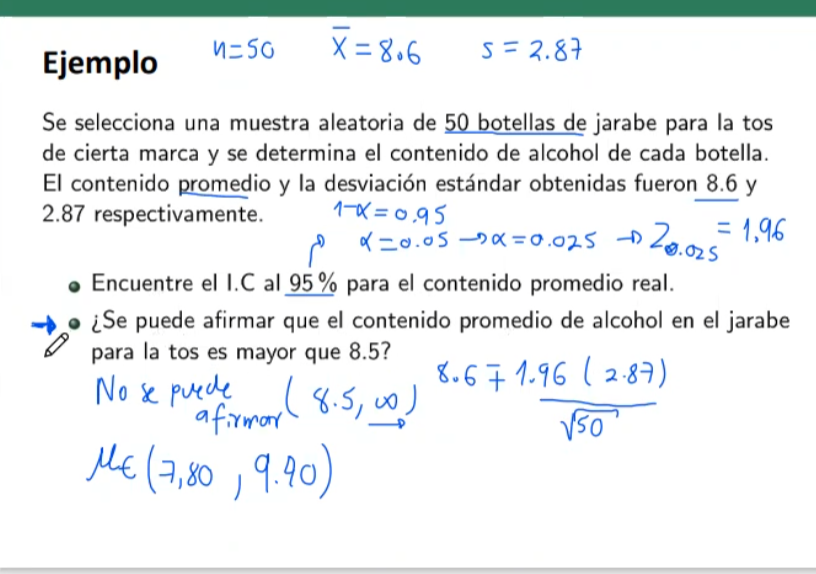 n=50 X̄=8.6 s=2.87
Ejemplo
Se selecciona una muestra aleatoria de 50 botellas de jarabe para la tos
de cierta marca y se determina el contenido de alcohol de cada botella.
El contenido promedio y la desviación estándar obtenidas fueron 8.6 y
2.87 respectivamente.
1-α=0.95
α=0.05 → α=0.025 → Z0.025 = 1,96
• Encuentre el I.C al 95% para el contenido promedio real.
• ¿Se puede afirmar que el contenido promedio de alcohol en el jarabe
para la tos es mayor que 8.5?
No se puede
afirmar (8.5, ∞)
8.6 ∓ 1.96 (2.87)
√50
μ∈(7,80 , 9.40)